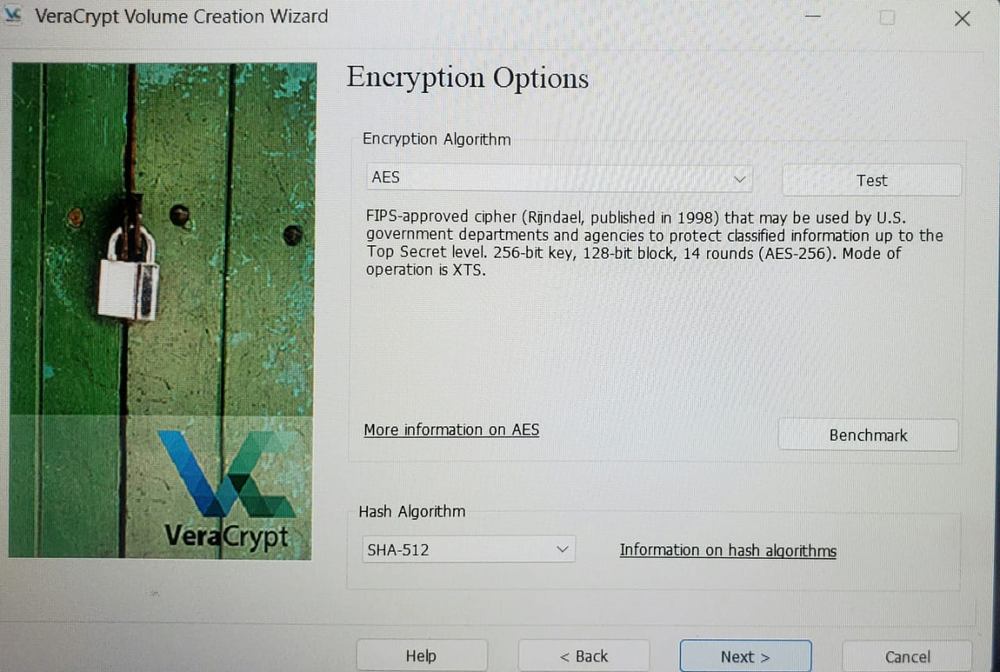 VeraCrypt Volume Creation Wizard
Encryption Options
Encryption Algorithm
AES
Test
FIPS-approved cipher (Rijndael, published in 1998) that may be used by U.S.
government departments and agencies to protect classified information up to the
Top Secret level. 256-bit key, 128-bit block, 14 rounds (AES-256). Mode of
operation is XTS.
More information on AES
Benchmark
VeraCrypt
Hash Algorithm
SHA-512
Information on hash algorithms
Help
< Back
Next >
Cancel